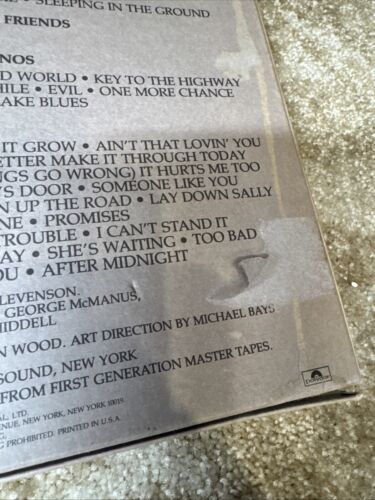 • SLEEPING IN THE GROUND
FRIENDS
NOS
D WORLD • KEY TO THE HIGHWAY
HILE • EVIL • ONE MORE CHANCE
LAKE BLUES
IT GROW • AIN'T THAT LOVIN' YOU
ETTER MAKE IT THROUGH TODAY
NGS GO WRONG) IT HURTS ME TOO
'S DOOR • SOMEONE LIKE YOU
N UP THE ROAD • LAY DOWN SALLY
NE • PROMISES
TROUBLE • I CAN'T STAND IT
AY • SHE'S WAITING • TOO BAD
OU • AFTER MIDNIGHT
LEVENSON.
GEORGE McMANUS,
IDDELL
N WOOD. ART DIRECTION BY MICHAEL BAYS
SOUND, NEW YORK
FROM FIRST GENERATION MASTER TAPES.
AL, LTD.
VENUE, NEW YORK, NEW YORK 10019.
G PROHIBITED. PRINTED IN U.S.A.
Polydor